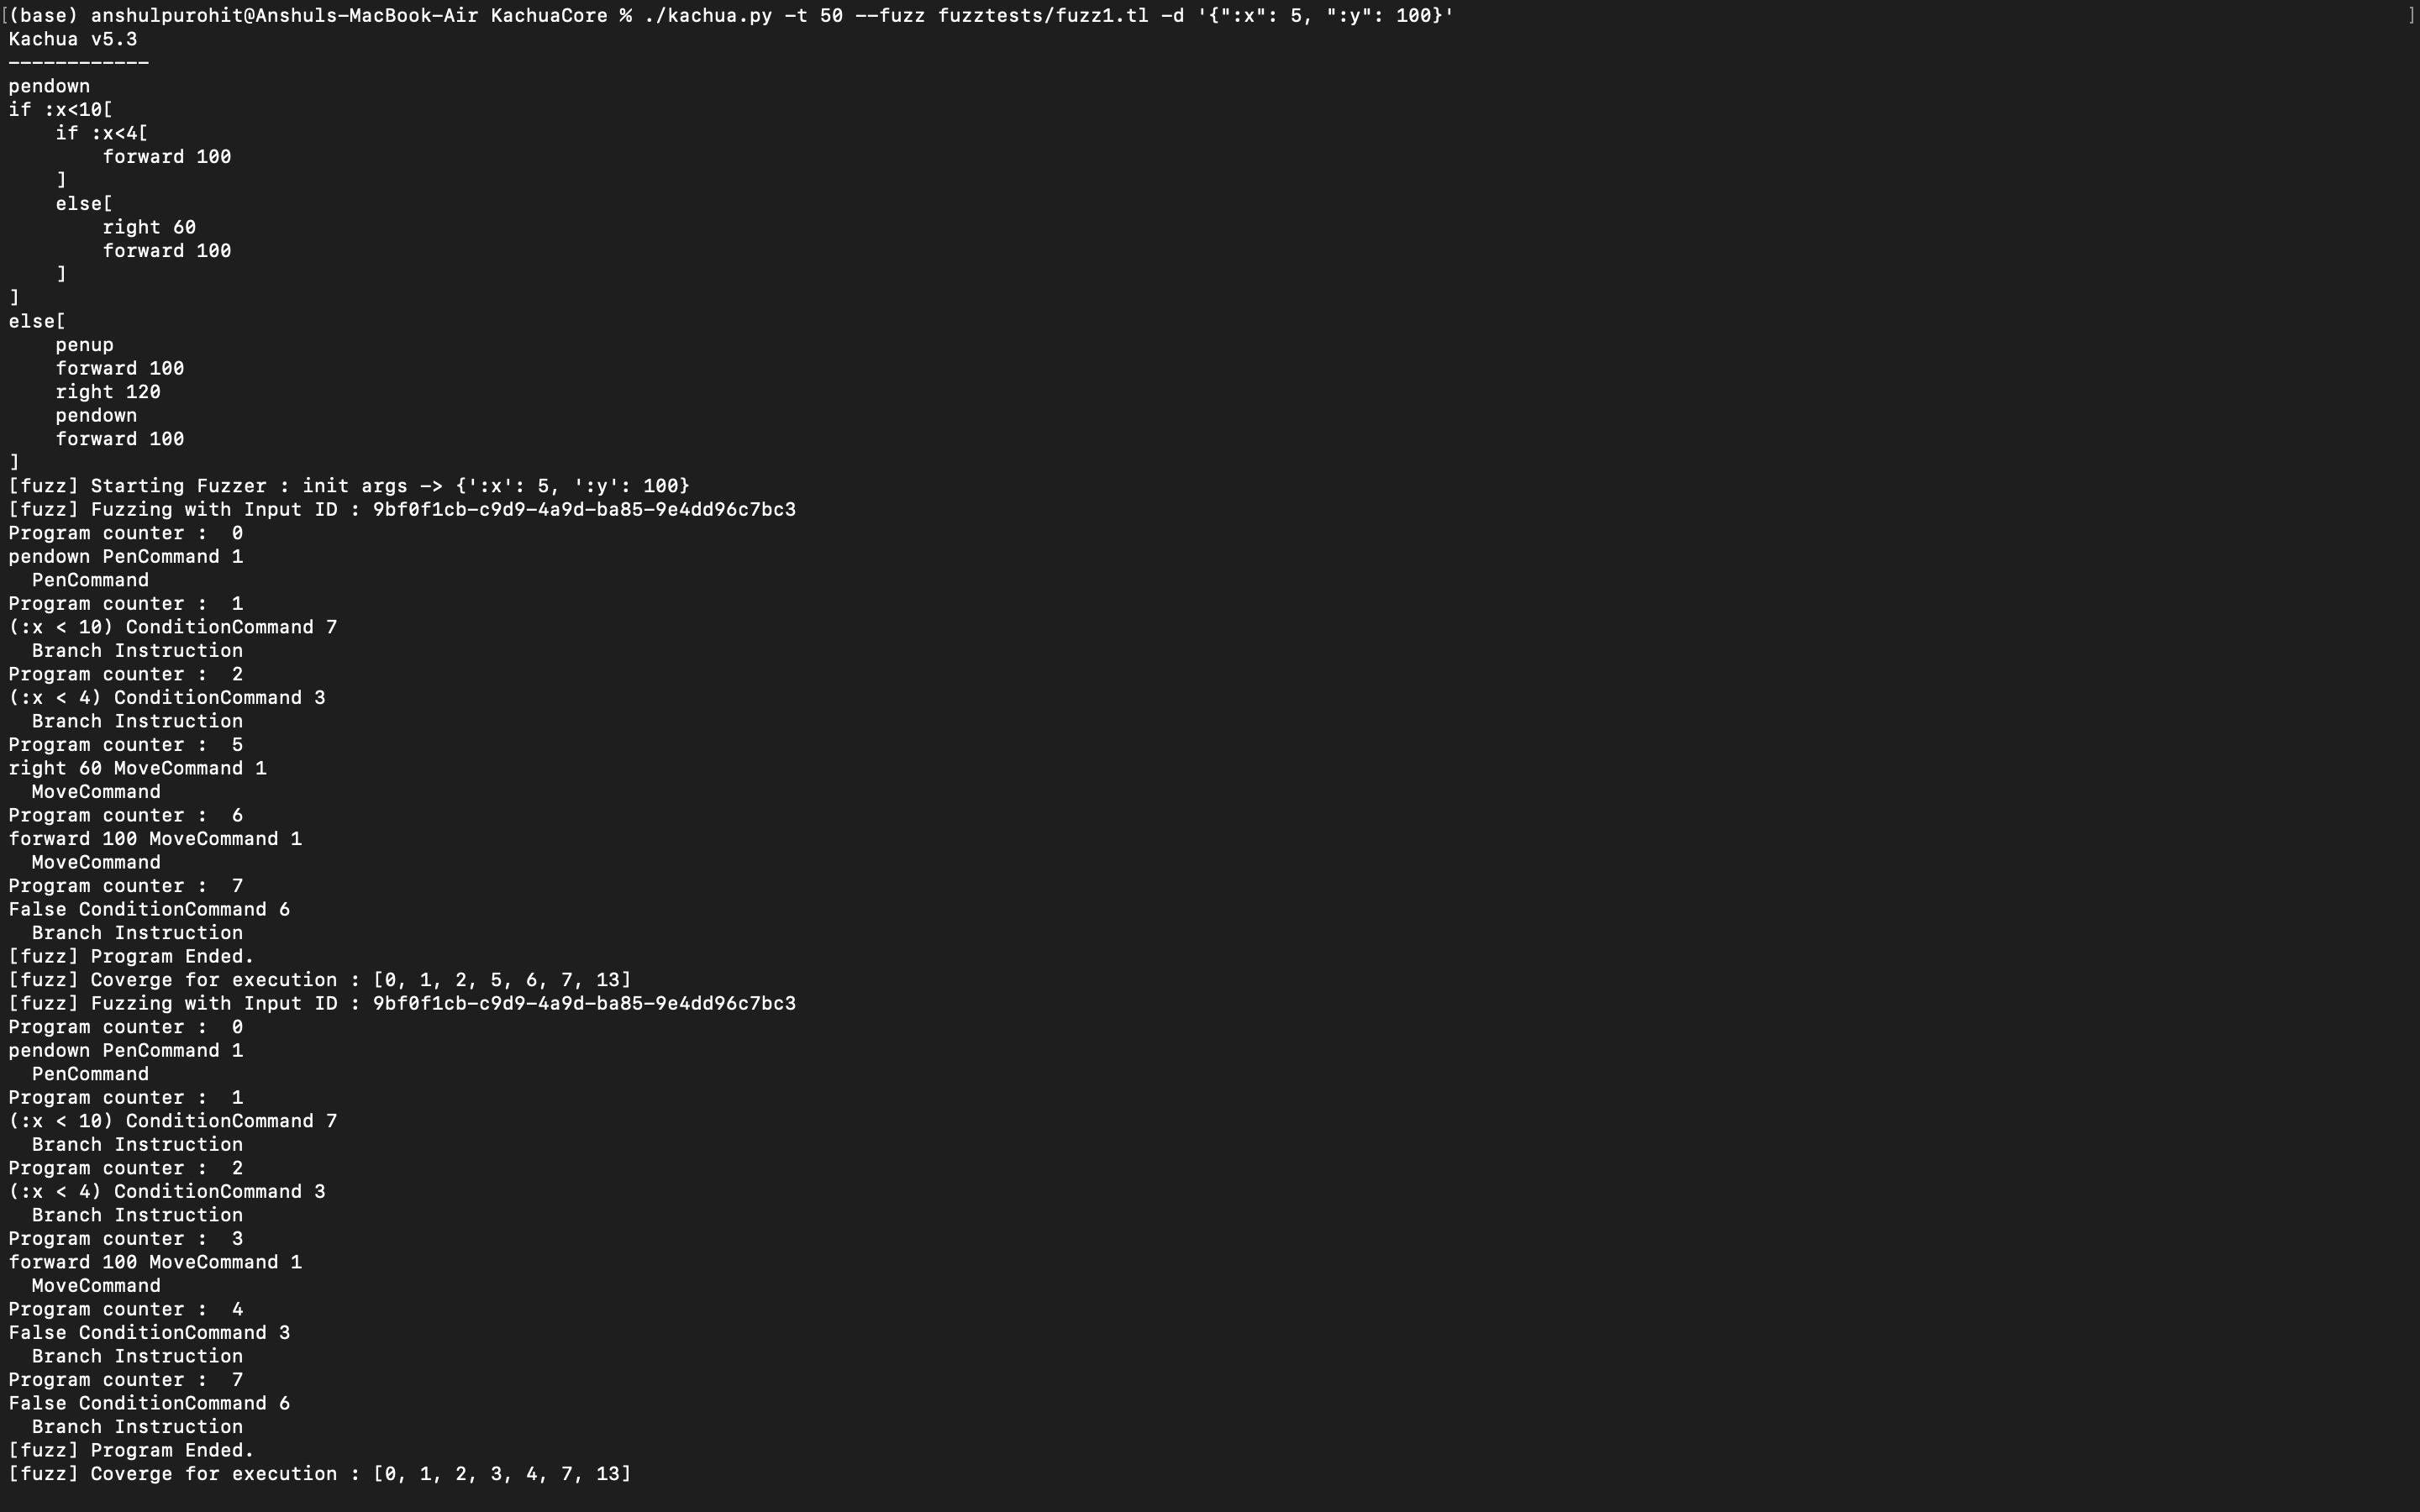 [(base) anshulpurohit@Anshuls-MacBook-Air KachuaCore % ./kachua.py -t 50 --fuzz fuzztests/fuzz1.tl -d '{":x": 5, ":y": 100}' ]
Kachua v5.3
------------
pendown
if :x<10[
    if :x<4[
        forward 100
    ]
    else[
        right 60
        forward 100
    ]
]
else[
    penup
    forward 100
    right 120
    pendown
    forward 100
]
[fuzz] Starting Fuzzer : init args -> {':x': 5, ':y': 100}
[fuzz] Fuzzing with Input ID : 9bf0f1cb-c9d9-4a9d-ba85-9e4dd96c7bc3
Program counter :  0
pendown PenCommand 1
  PenCommand
Program counter :  1
(:x < 10) ConditionCommand 7
  Branch Instruction
Program counter :  2
(:x < 4) ConditionCommand 3
  Branch Instruction
Program counter :  5
right 60 MoveCommand 1
  MoveCommand
Program counter :  6
forward 100 MoveCommand 1
  MoveCommand
Program counter :  7
False ConditionCommand 6
  Branch Instruction
[fuzz] Program Ended.
[fuzz] Coverge for execution : [0, 1, 2, 5, 6, 7, 13]
[fuzz] Fuzzing with Input ID : 9bf0f1cb-c9d9-4a9d-ba85-9e4dd96c7bc3
Program counter :  0
pendown PenCommand 1
  PenCommand
Program counter :  1
(:x < 10) ConditionCommand 7
  Branch Instruction
Program counter :  2
(:x < 4) ConditionCommand 3
  Branch Instruction
Program counter :  3
forward 100 MoveCommand 1
  MoveCommand
Program counter :  4
False ConditionCommand 3
  Branch Instruction
Program counter :  7
False ConditionCommand 6
  Branch Instruction
[fuzz] Program Ended.
[fuzz] Coverge for execution : [0, 1, 2, 3, 4, 7, 13]